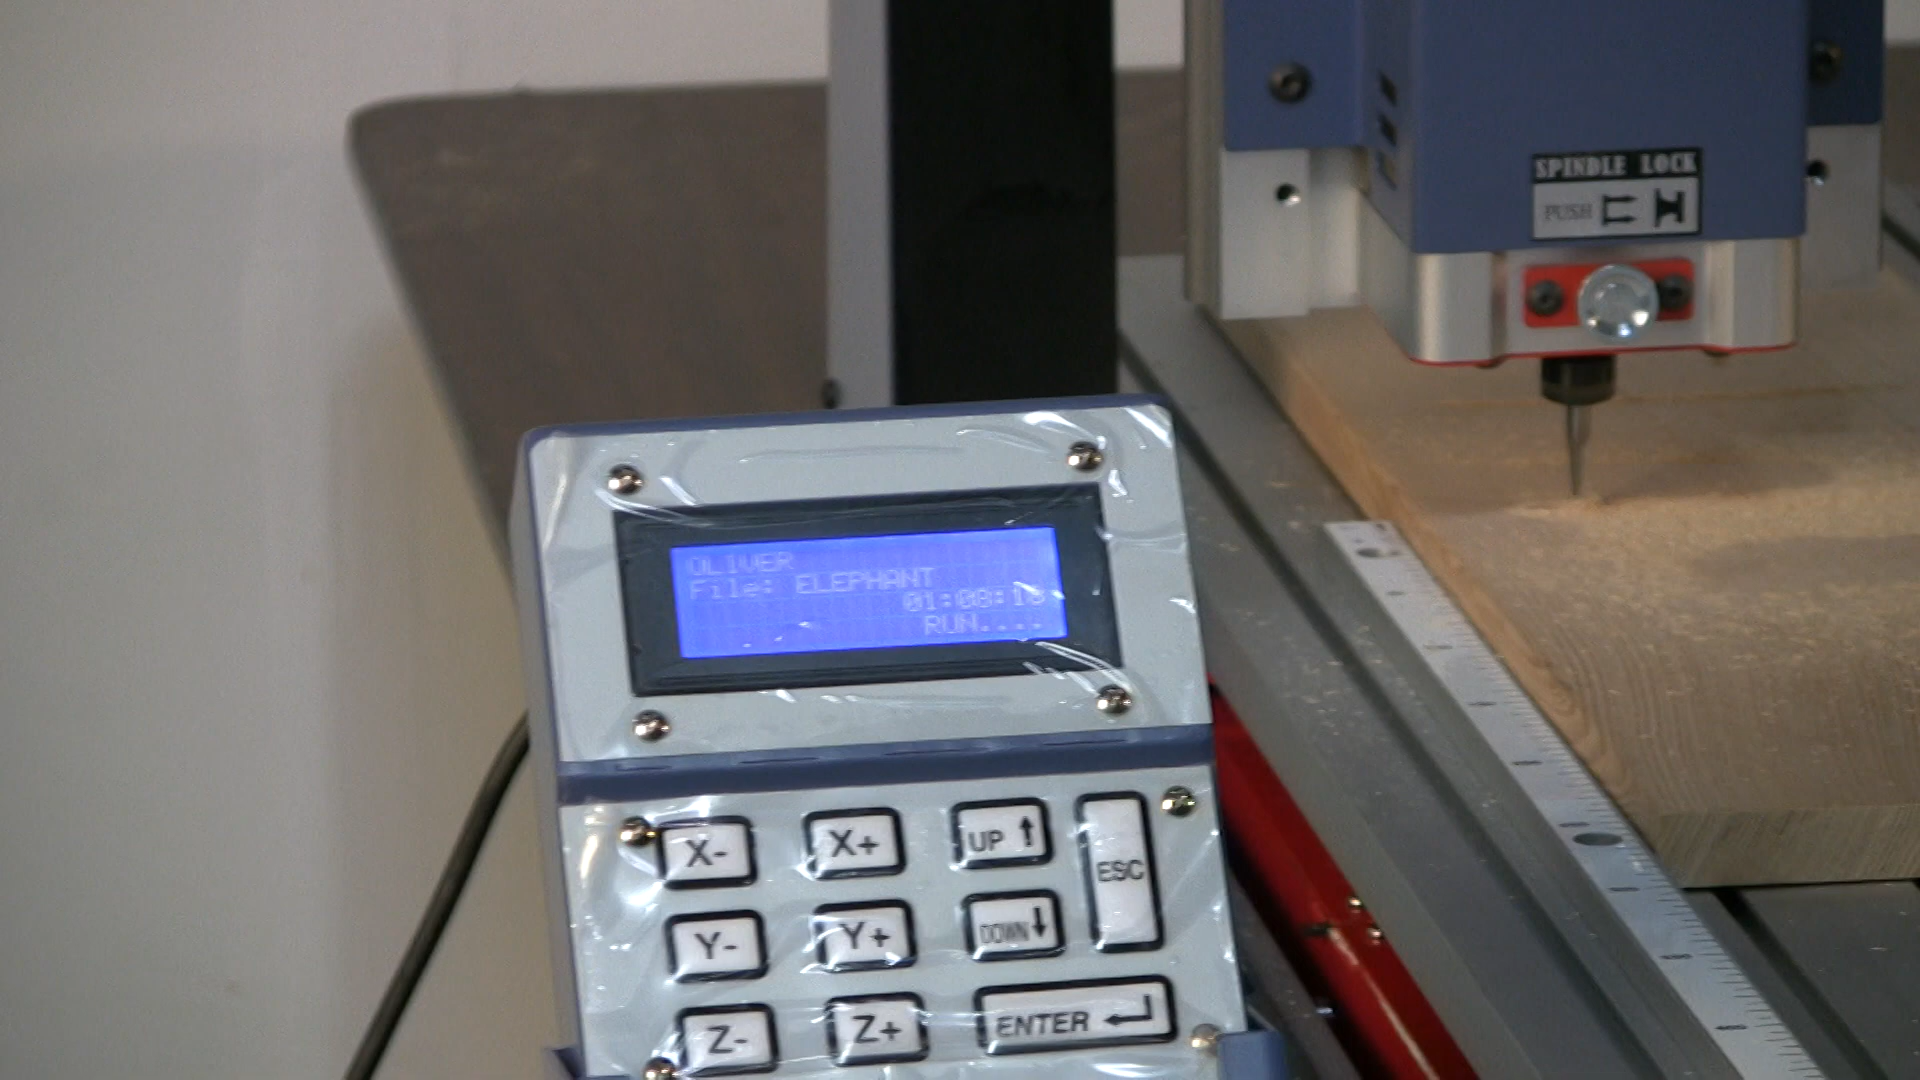 SPINDLE LOCK
PUSH
OLIVER
File: ELEPHANT
RUN....
X-
X+
UP ↑
ESC
Y-
Y+
DOWN ↓
Z-
Z+
ENTER